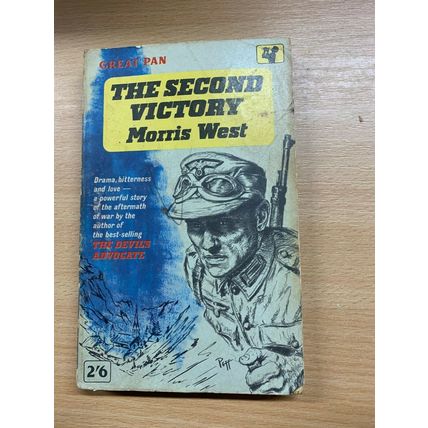 GREAT PAN
THE SECOND
VICTORY
Morris West
Drama, bitterness
and love —
a powerful story
of the aftermath
of war by the
author of
the best-selling
THE DEVIL'S
ADVOCATE
2'6